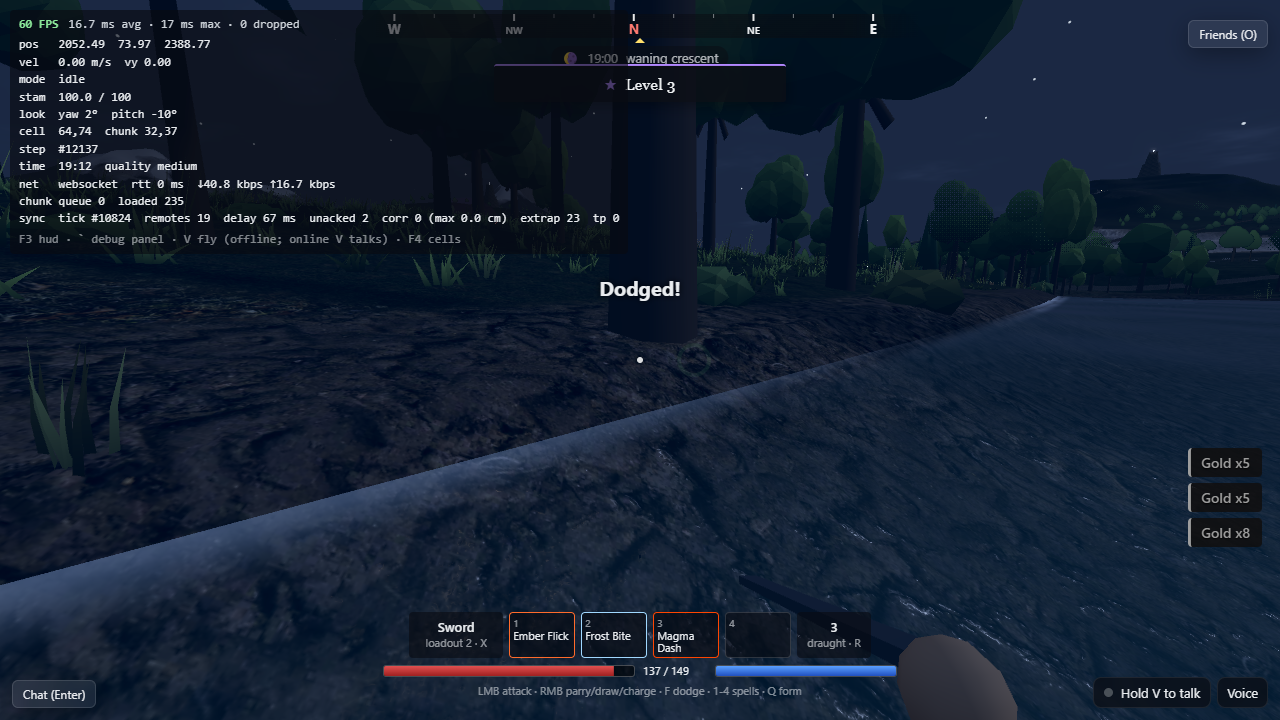 60 FPS 16.7 ms avg · 17 ms max · 0 dropped
pos 2052.49 73.97 2388.77
vel 0.00 m/s vy 0.00
mode idle
stam 100.0 / 100
look yaw 2° pitch -10°
cell 64,74 chunk 32,37
step #12137
time 19:12 quality medium
net websocket rtt 0 ms ↓40.8 kbps ↑16.7 kbps
chunk queue 0 loaded 235
sync tick #10824 remotes 19 delay 67 ms unacked 2 corr 0 (max 0.0 cm) extrap 23 tp 0
F3 hud · ` debug panel · V fly (offline; online V talks) · F4 cells
W NW N NE E
19:00 waning crescent
★ Level 3
Friends (O)
Dodged!
Gold x5
Gold x5
Gold x8
Sword
loadout 2 · X
1
Ember Flick
2
Frost Bite
3
Magma Dash
4
3
draught · R
137 / 149
LMB attack · RMB parry/draw/charge · F dodge · 1-4 spells · Q form
Chat (Enter)
Hold V to talk
Voice